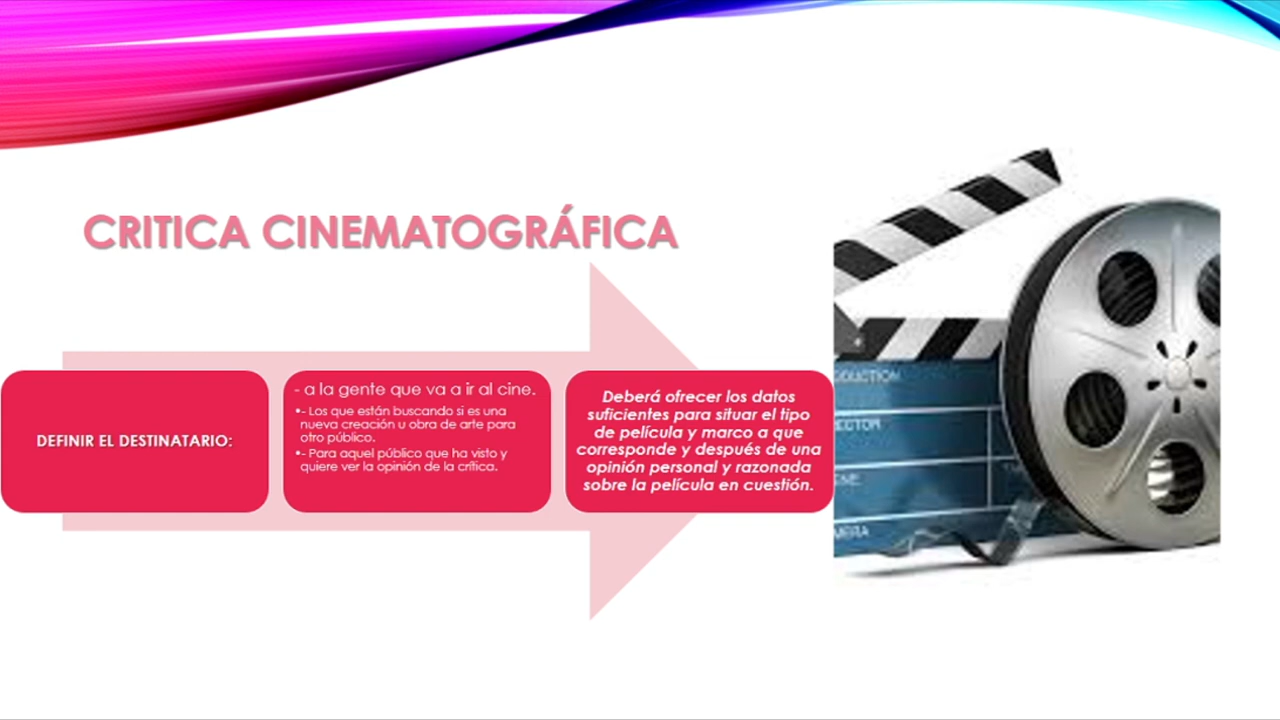 CRITICA CINEMATOGRÁFICA
DEFINIR EL DESTINATARIO:
- a la gente que va a ir al cine.
•- Los que están buscando si es una
nueva creación u obra de arte para
otro público.
•- Para aquel público que ha visto y
quiere ver la opinión de la crítica.
Deberá ofrecer los datos
suficientes para situar el tipo
de película y marco a que
corresponde y después de una
opinión personal y razonada
sobre la película en cuestión.